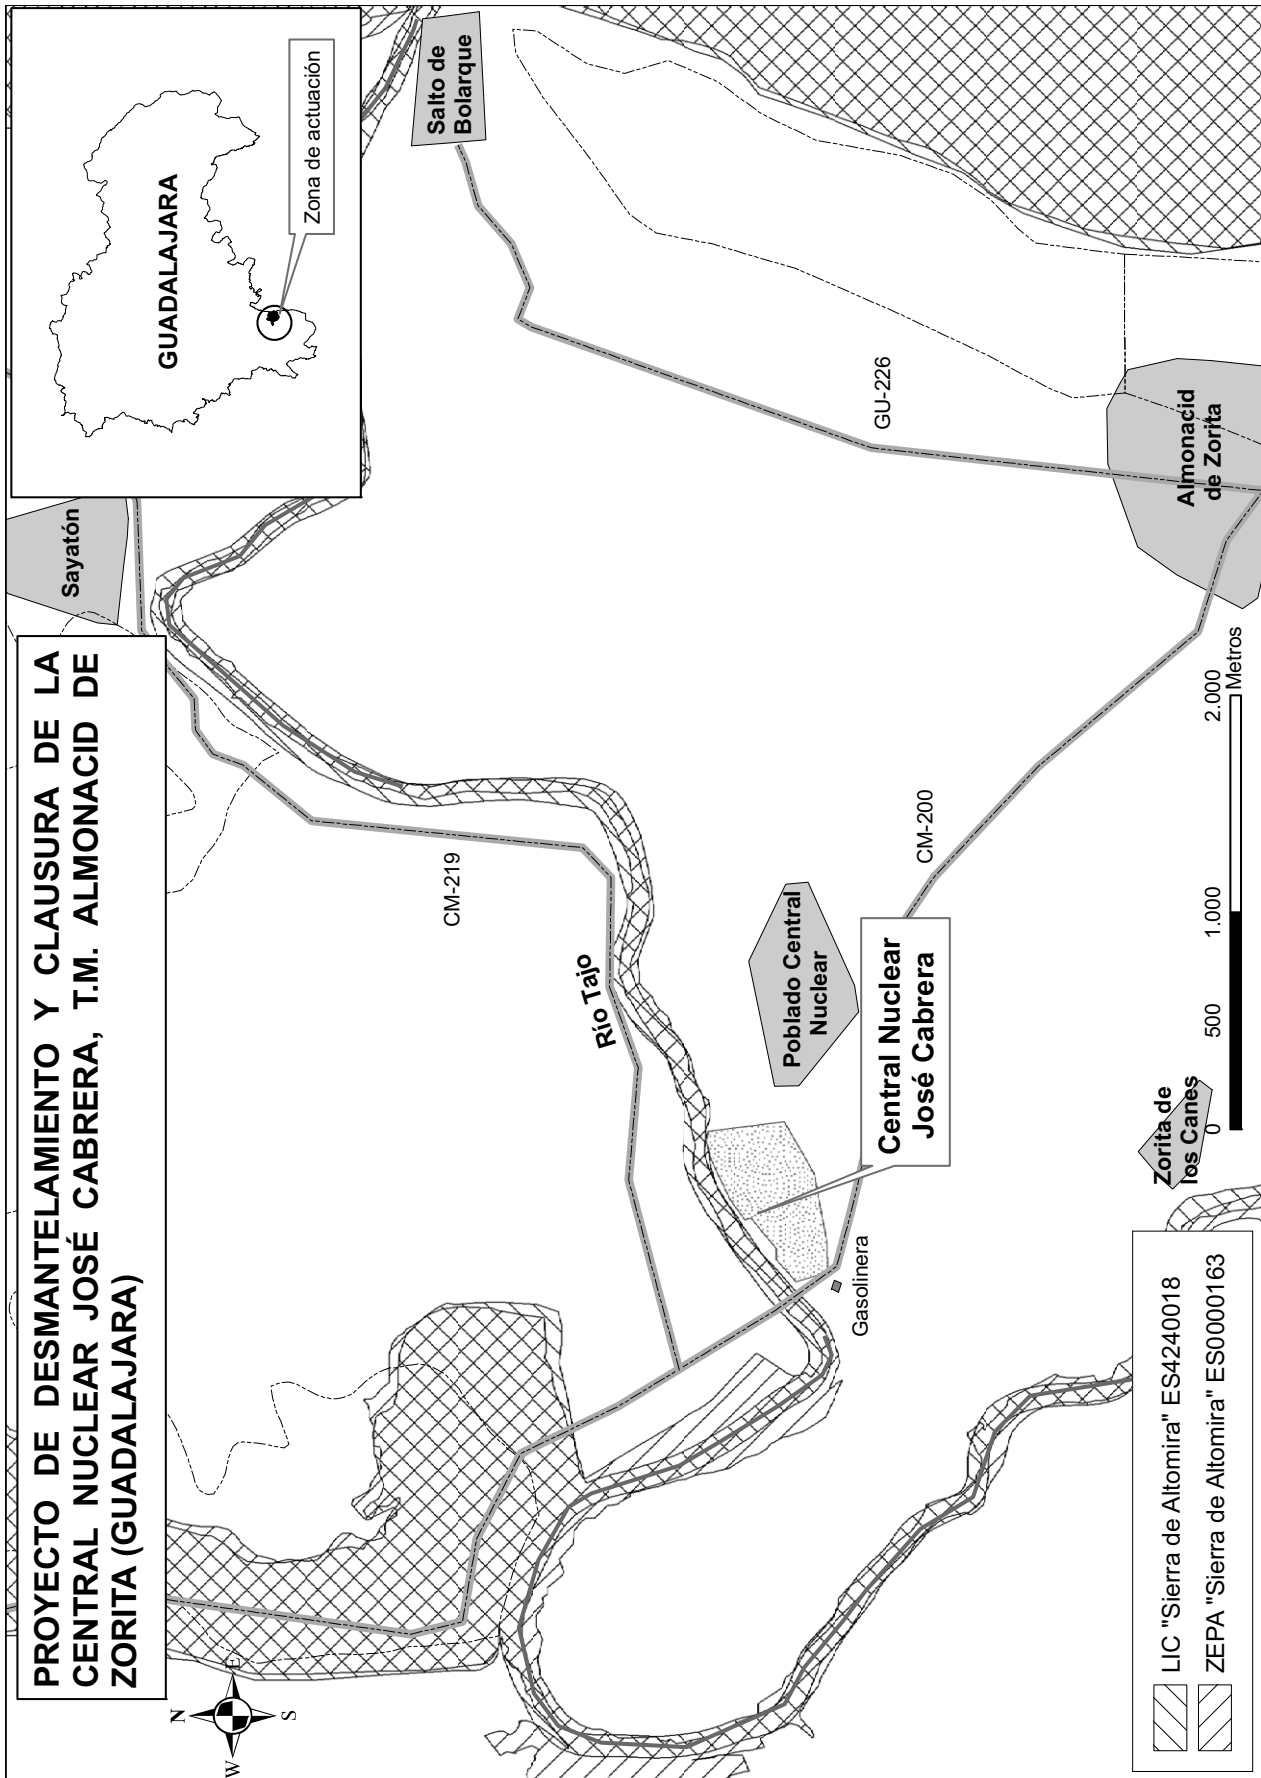 PROYECTO DE DESMANTELAMIENTO Y CLAUSURA DE LA
CENTRAL NUCLEAR JOSÉ CABRERA, T.M. ALMONACID DE
ZORITA (GUADALAJARA)
GUADALAJARA
Zona de actuación
N
W
E
S
Sayatón
Salto de
Bolarque
CM-219
Río Tajo
GU-226
Poblado Central
Nuclear
Central Nuclear
José Cabrera
CM-200
Gasolinera
Almonacid
de Zorita
Zorita de
los Canes
0
500
1.000
2.000
Metros
LIC "Sierra de Altomira" ES4240018
ZEPA "Sierra de Altomira" ES0000163